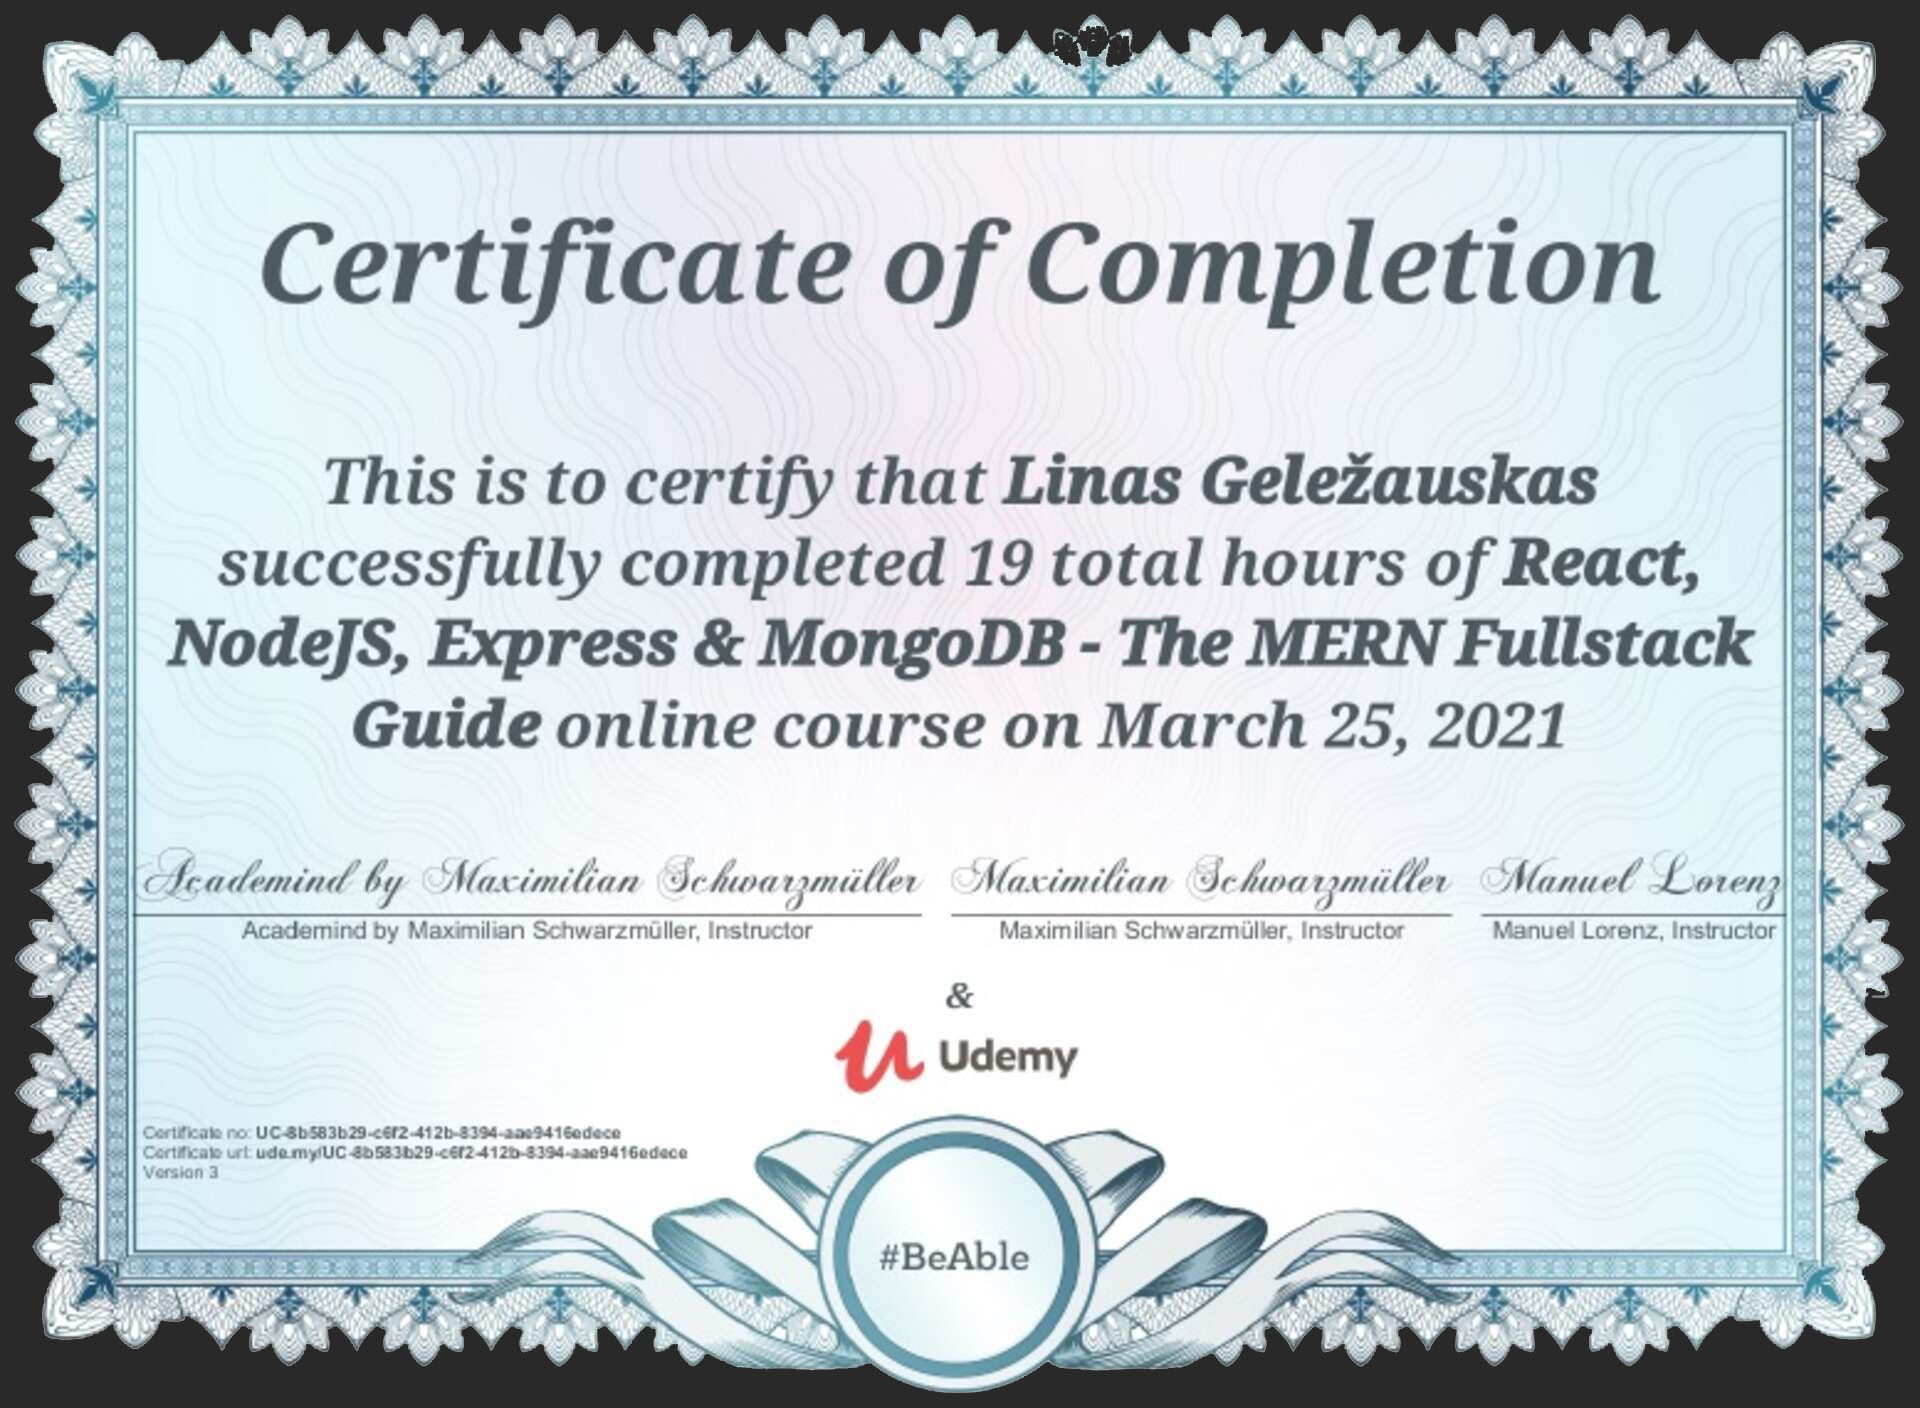 Certificate of Completion
This is to certify that Linas Geležauskas
successfully completed 19 total hours of React,
NodeJS, Express & MongoDB - The MERN Fullstack
Guide online course on March 25, 2021
Academind by Maximilian Schwarzmüller Maximilian Schwarzmüller Manuel Lorenz
Academind by Maximilian Schwarzmüller, Instructor Maximilian Schwarzmüller, Instructor Manuel Lorenz, Instructor
&
Udemy
Certificate no: UC-8b583b29-c6f2-412b-8394-aae9416edece
Certificate url: ude.my/UC-8b583b29-c6f2-412b-8394-aae9416edece
Version 3
#BeAble